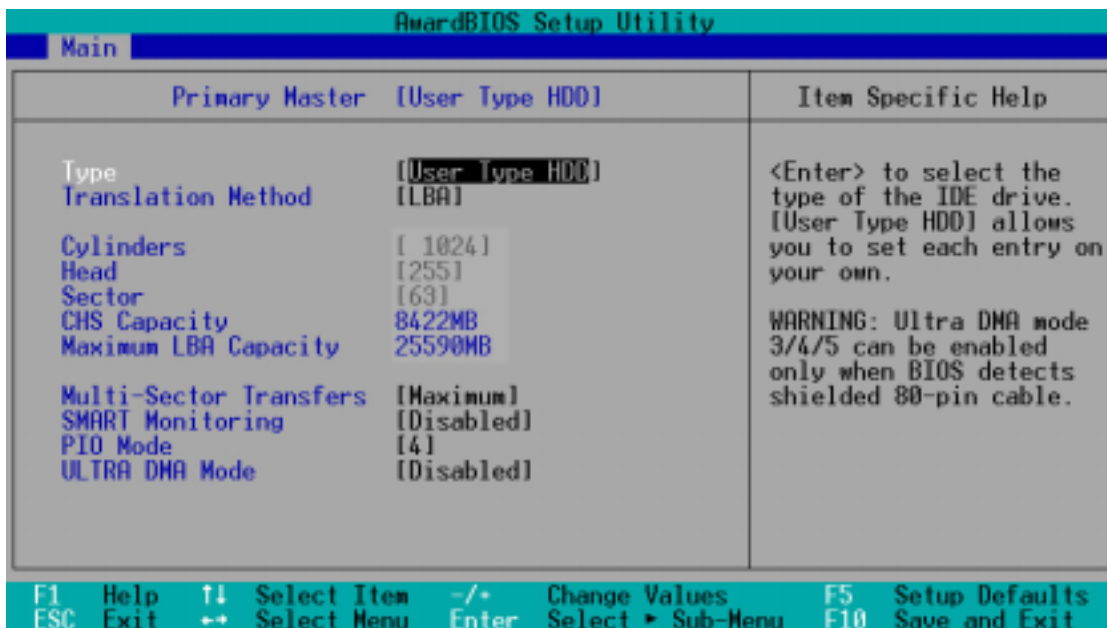 AwardBIOS Setup Utility
Main
Primary Master [User Type HDD]
Item Specific Help
Type [User Type HDD]
Translation Method [LBA]
Cylinders [ 1024]
Head [255]
Sector [63]
CHS Capacity 8422MB
Maximum LBA Capacity 25590MB
Multi-Sector Transfers [Maximum]
SMART Monitoring [Disabled]
PIO Mode [4]
ULTRA DMA Mode [Disabled]
<Enter> to select the
type of the IDE drive.
[User Type HDD] allows
you to set each entry on
your own.
WARNING: Ultra DMA mode
3/4/5 can be enabled
only when BIOS detects
shielded 80-pin cable.
F1 Help ↑↓ Select Item -/+ Change Values F5 Setup Defaults
ESC Exit ←→ Select Menu Enter Select ► Sub-Menu F10 Save and Exit